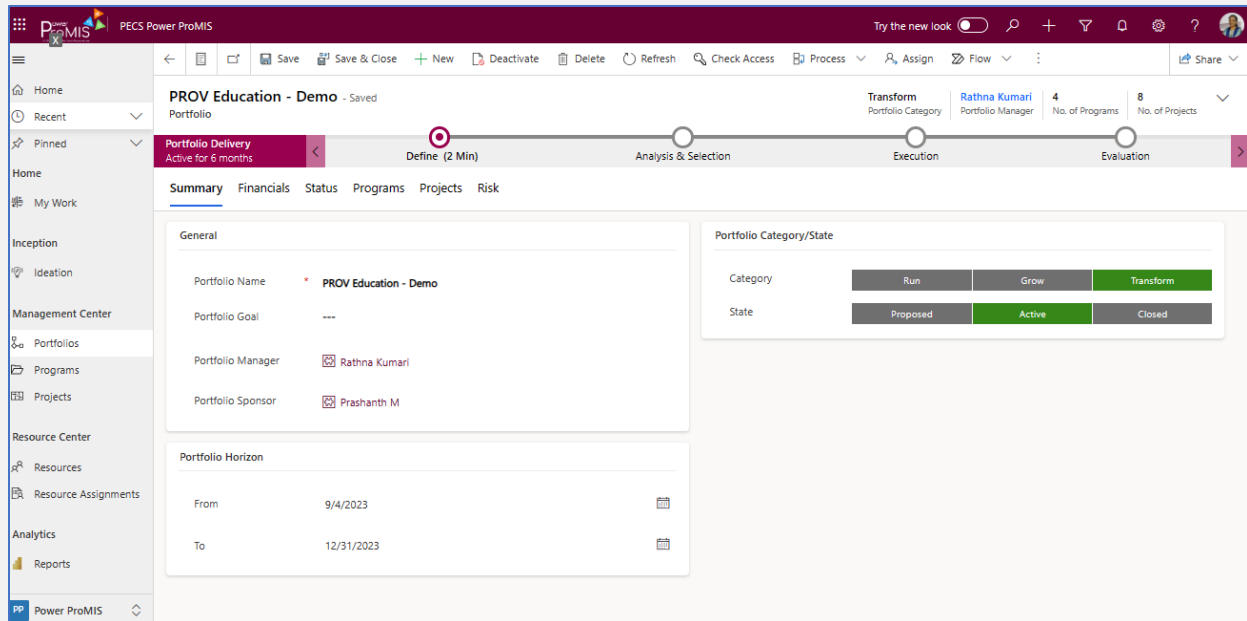 Power ProMIS PECS Power ProMIS Try the new look
x
Save Save & Close New Deactivate Delete Refresh Check Access Process Assign Flow Share
Home
Recent
Pinned
Home
My Work
Inception
Ideation
Management Center
Portfolios
Programs
Projects
Resource Center
Resources
Resource Assignments
Analytics
Reports
PP Power ProMIS
PROV Education - Demo - Saved
Portfolio
Transform Rathna Kumari 4 8
Portfolio Category Portfolio Manager No. of Programs No. of Projects
Portfolio Delivery
Active for 6 months
Define (2 Min) Analysis & Selection Execution Evaluation
Summary Financials Status Programs Projects Risk
General
Portfolio Name * PROV Education - Demo
Portfolio Goal ---
Portfolio Manager Rathna Kumari
Portfolio Sponsor Prashanth M
Portfolio Horizon
From 9/4/2023
To 12/31/2023
Portfolio Category/State
Category Run Grow Transform
State Proposed Active Closed